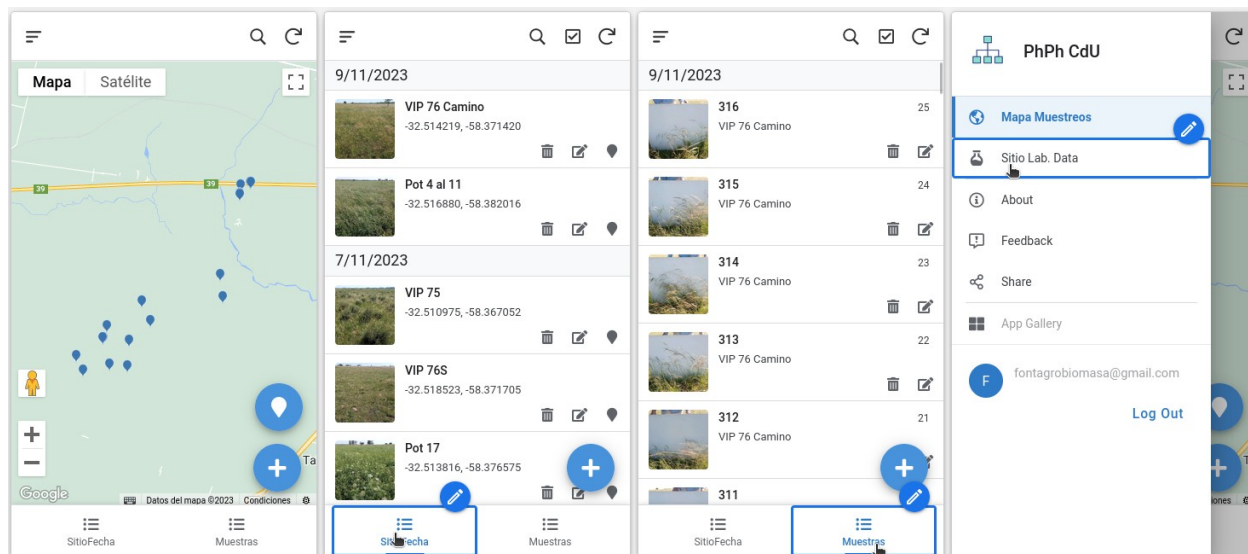 Mapa
Satélite
39
39
Ta
Google
Datos del mapa ©2023
Condiciones
SitioFecha
Muestras
9/11/2023
VIP 76 Camino
-32.514219, -58.371420
Pot 4 al 11
-32.516880, -58.382016
7/11/2023
VIP 75
-32.510975, -58.367052
VIP 76S
-32.518523, -58.371705
Pot 17
-32.513816, -58.376575
SitioFecha
Muestras
9/11/2023
316
25
VIP 76 Camino
315
24
VIP 76 Camino
314
23
VIP 76 Camino
313
22
VIP 76 Camino
312
21
VIP 76 Camino
311
SitioFecha
Muestras
PhPh CdU
Mapa Muestreos
Sitio Lab. Data
About
Feedback
Share
App Gallery
F
fontagrobiomasa@gmail.com
Log Out
T
iones